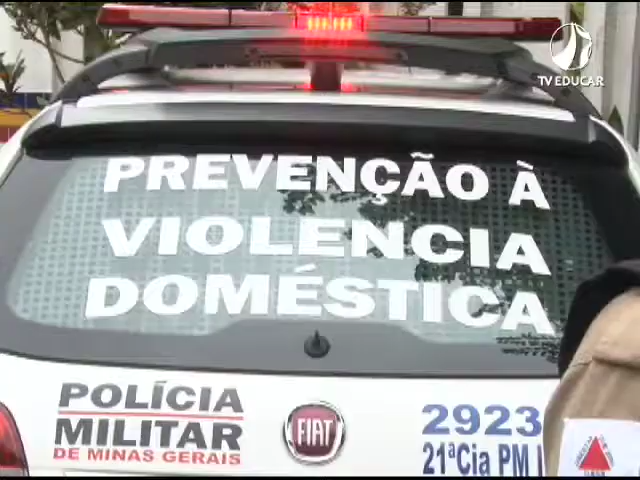 TV EDUCAR
PREVENÇÃO À
VIOLENCIA
DOMÉSTICA
POLÍCIA
MILITAR
DE MINAS GERAIS
FIAT
2923
21ªCia PM